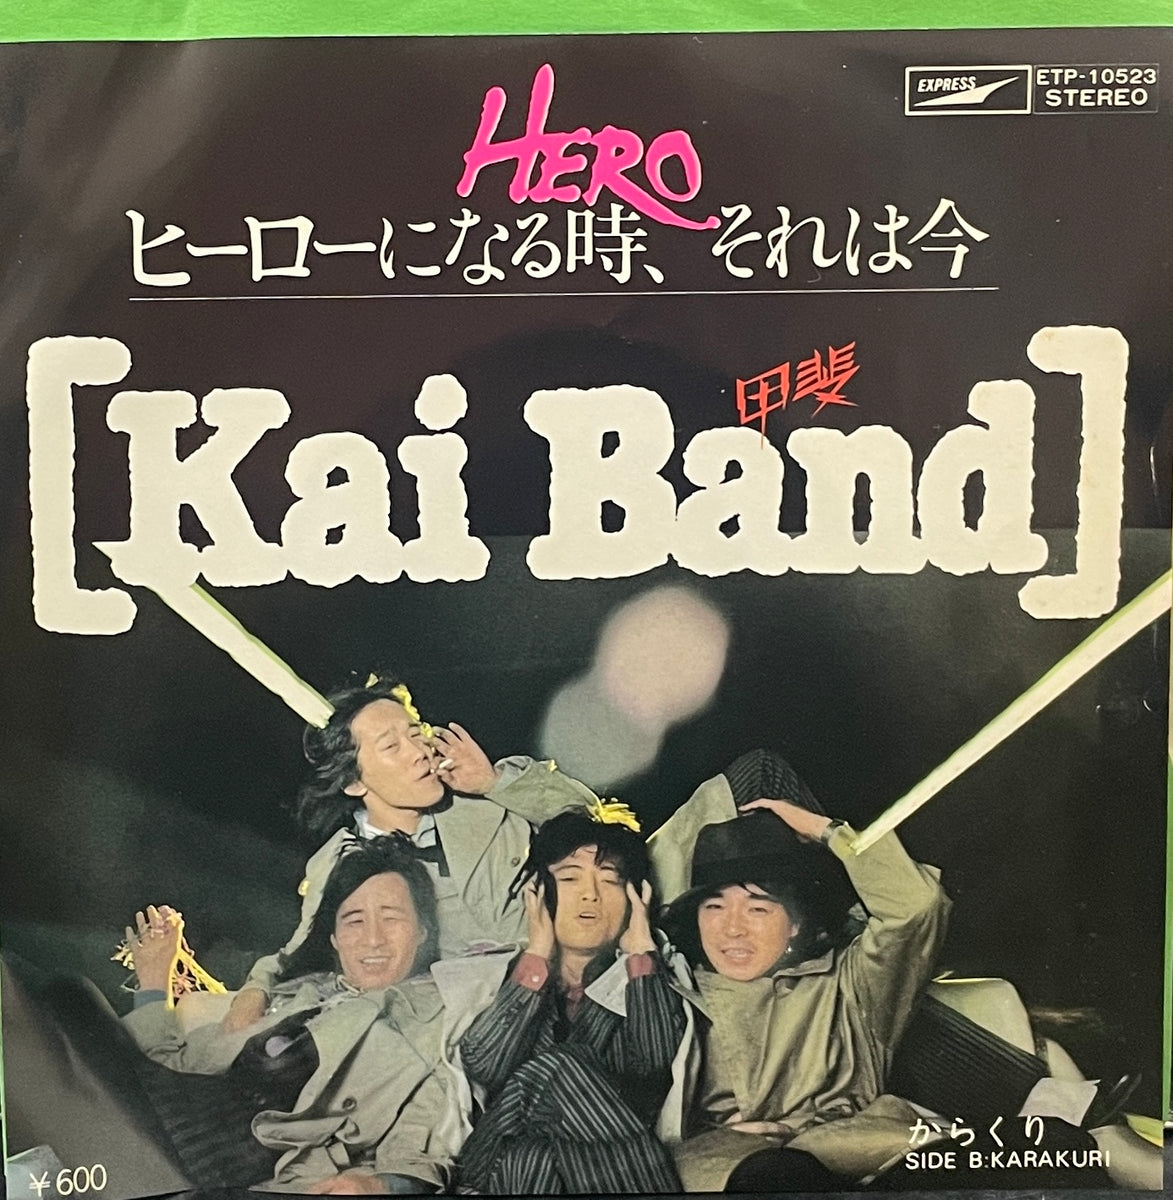 EXPRESS
ETP-10523
STEREO
HERO
ヒーローになる時、それは今
甲斐
[Kai Band]
からくり
SIDE B:KARAKURI
¥600